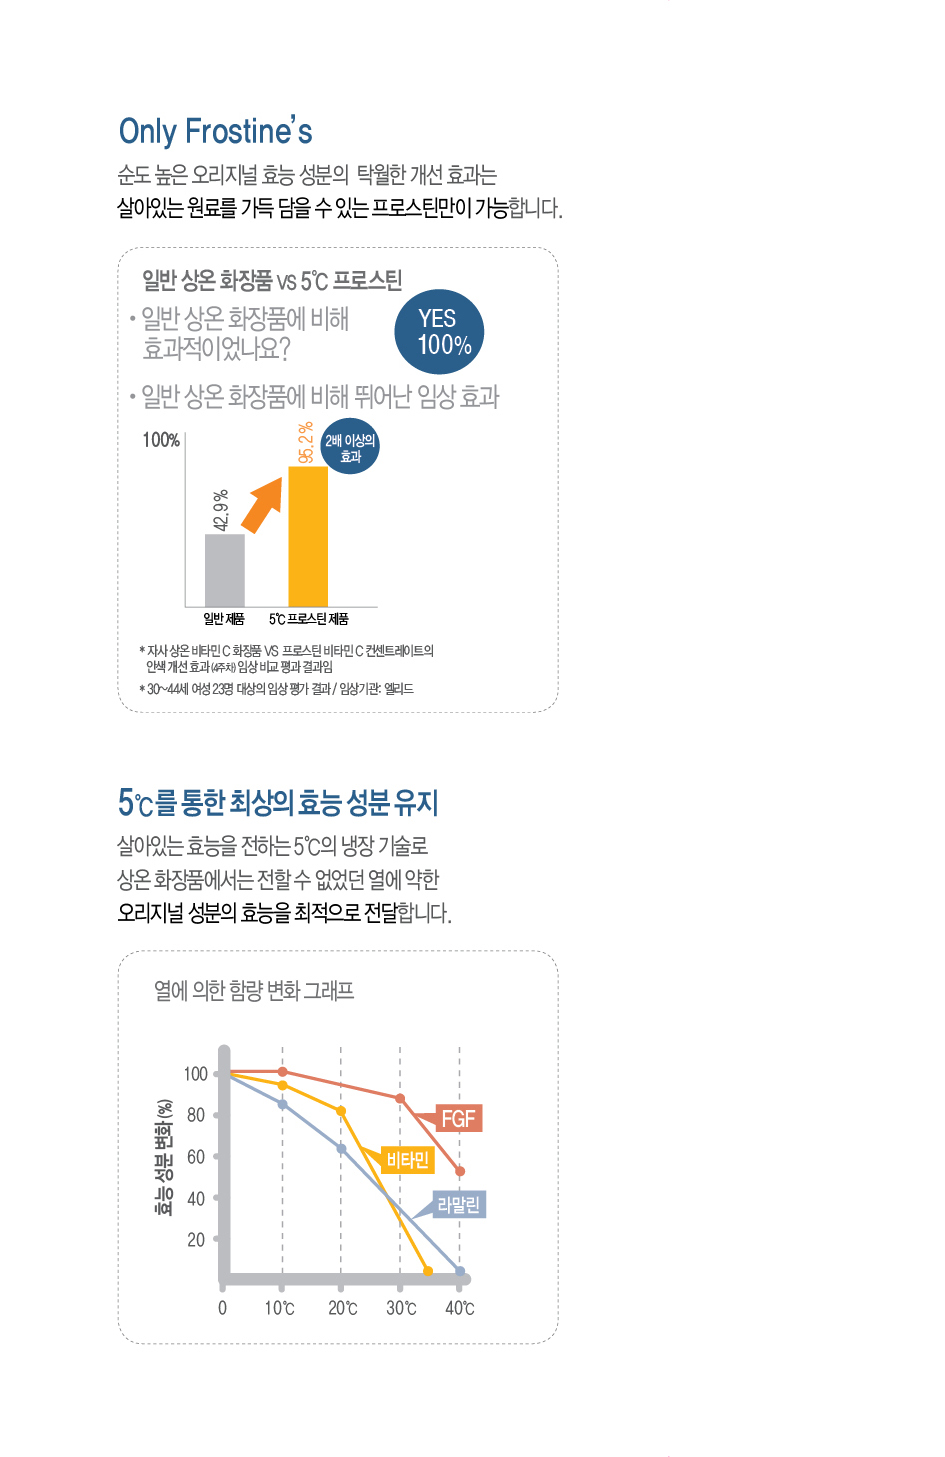 Only Frostine's
순도 높은 오리지널 효능 성분의 탁월한 개선 효과는
살아있는 원료를 가득 담을 수 있는 프로스틴만이 가능합니다.
일반 상온 화장품 VS 5℃ 프로스틴
• 일반 상온 화장품에 비해
효과적이었나요?
YES
100%
• 일반 상온 화장품에 비해 뛰어난 임상 효과
100%
42.9%
95.2%
2배 이상의
효과
일반 제품
5℃ 프로스틴 제품
* 자사 상온 비타민 C 화장품 VS 프로스틴 비타민 C 컨센트레이트의
안색 개선 효과 (4주차) 임상 비교 평과 결과임
* 30~44세 여성 23명 대상의 임상 평가 결과 / 임상기관: 엘리드
5℃를 통한 최상의 효능 성분 유지
살아있는 효능을 전하는 5℃의 냉장 기술로
상온 화장품에서는 전할 수 없었던 열에 약한
오리지널 성분의 효능을 최적으로 전달합니다.
열에 의한 함량 변화 그래프
효능 성분 변화 (%)
100
80
60
40
20
FGF
비타민
라말린
0
10℃
20℃
30℃
40℃